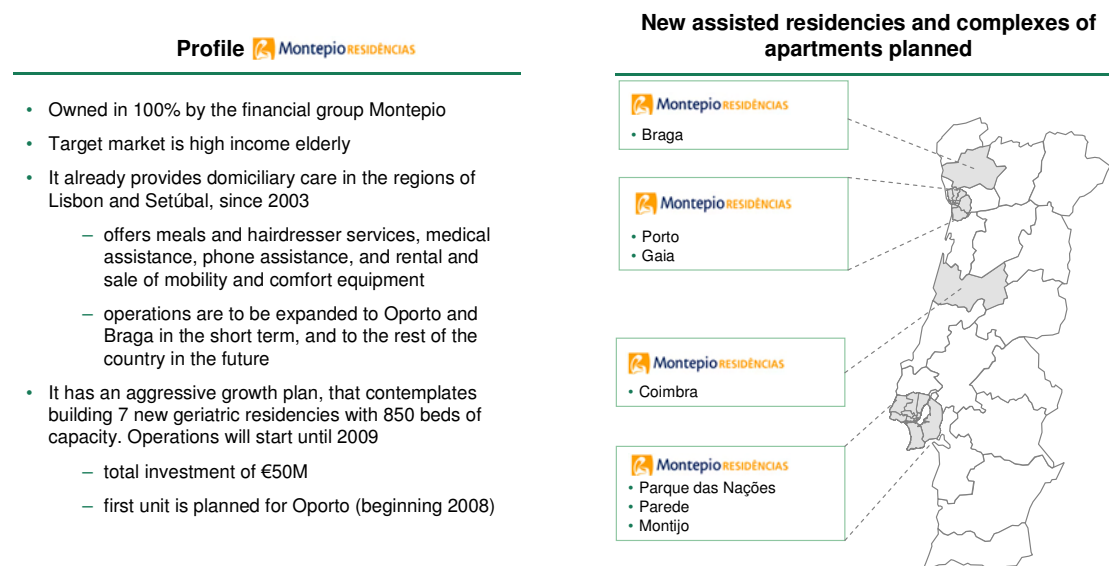 Profile Montepio RESIDÊNCIAS
• Owned in 100% by the financial group Montepio
• Target market is high income elderly
• It already provides domiciliary care in the regions of
Lisbon and Setúbal, since 2003
– offers meals and hairdresser services, medical
assistance, phone assistance, and rental and
sale of mobility and comfort equipment
– operations are to be expanded to Oporto and
Braga in the short term, and to the rest of the
country in the future
• It has an aggressive growth plan, that contemplates
building 7 new geriatric residencies with 850 beds of
capacity. Operations will start until 2009
– total investment of €50M
– first unit is planned for Oporto (beginning 2008)
New assisted residencies and complexes of
apartments planned
Montepio RESIDÊNCIAS
• Braga
Montepio RESIDÊNCIAS
• Porto
• Gaia
Montepio RESIDÊNCIAS
• Coimbra
Montepio RESIDÊNCIAS
• Parque das Nações
• Parede
• Montijo